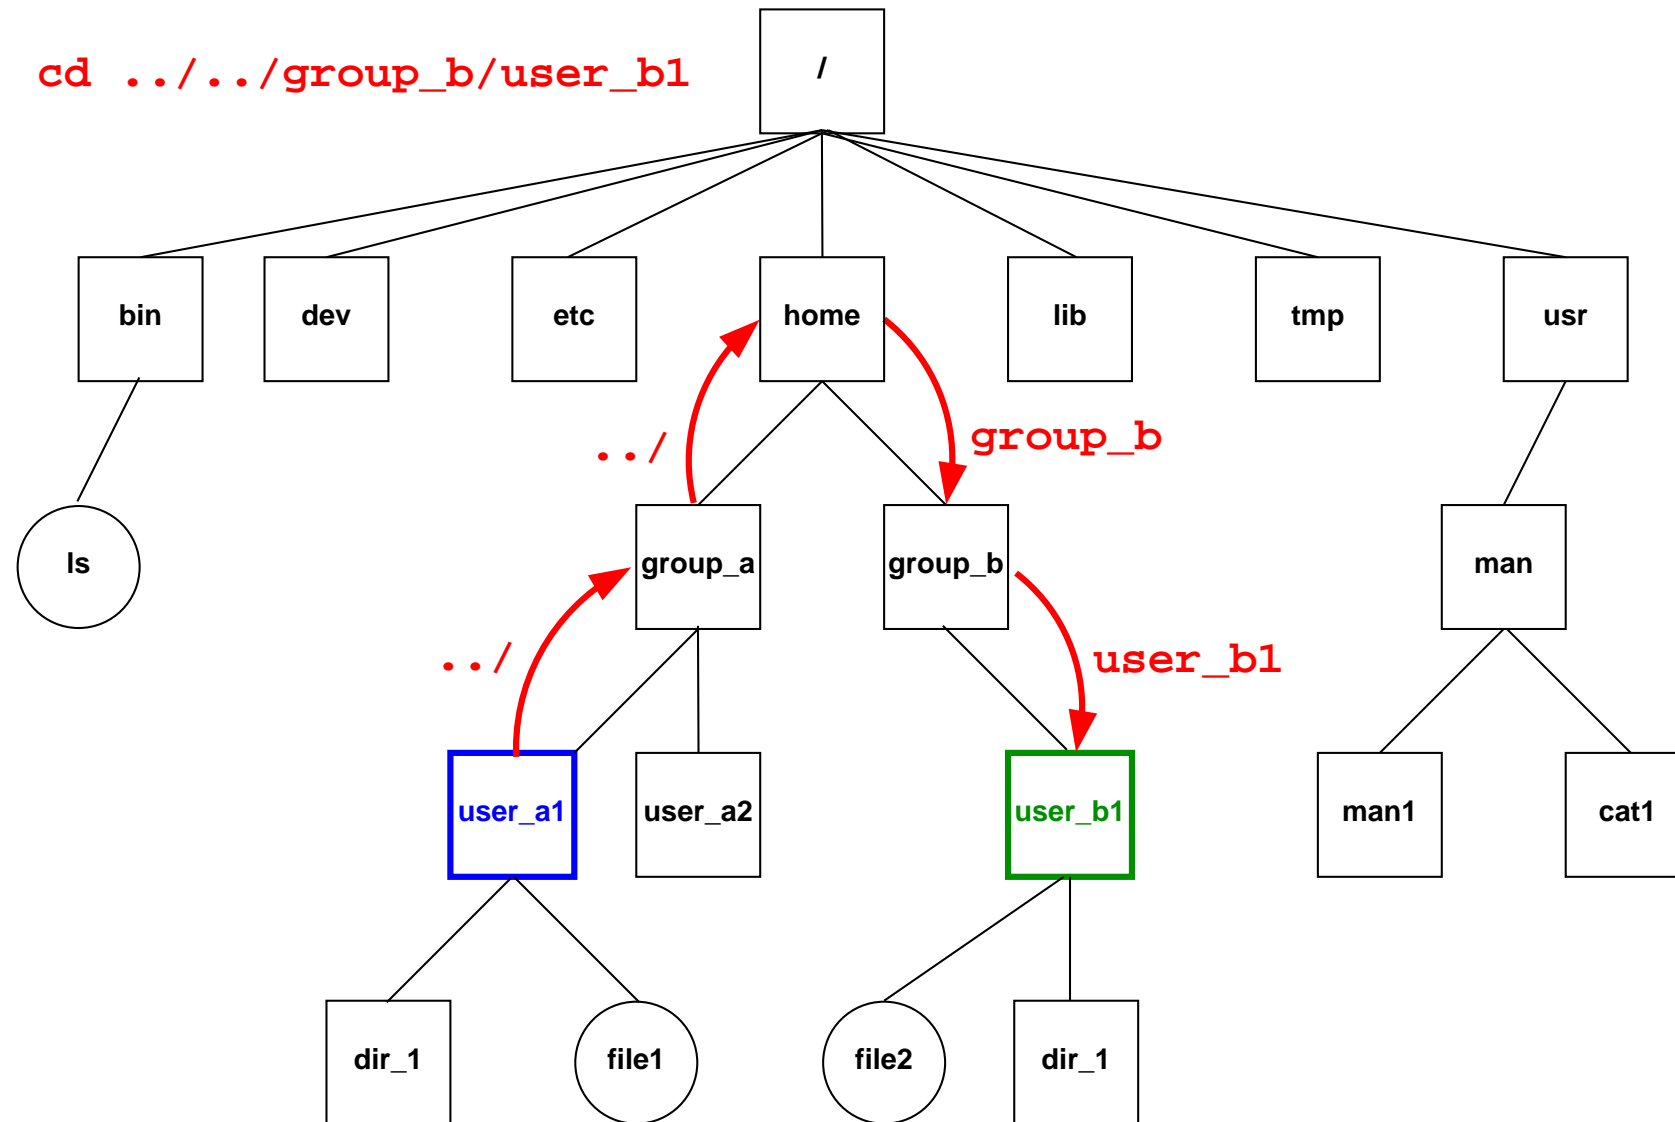 cd ../../group_b/user_b1
/
bin
dev
etc
home
lib
tmp
usr
../
group_b
ls
group_a
group_b
man
../
user_b1
user_a1
user_a2
user_b1
man1
cat1
dir_1
file1
file2
dir_1